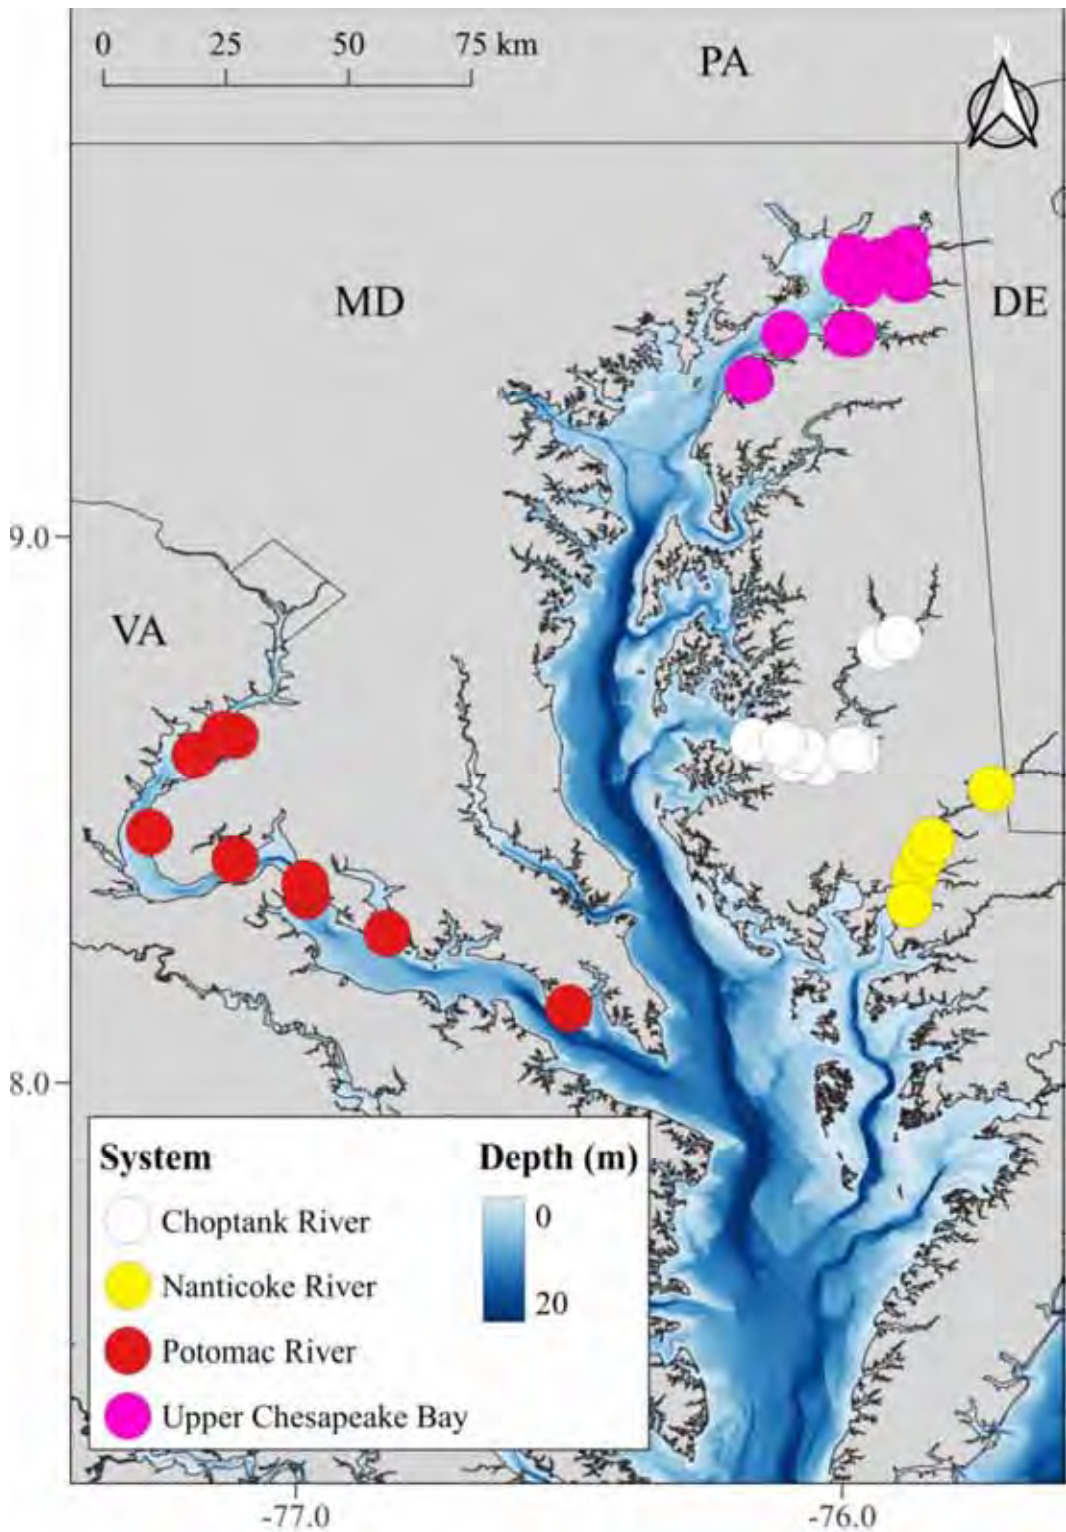 0 25 50 75 km
PA
N
MD
DE
9.0
VA
8.0
System
Choptank River
Nanticoke River
Potomac River
Upper Chesapeake Bay
Depth (m)
0
20
-77.0 -76.0